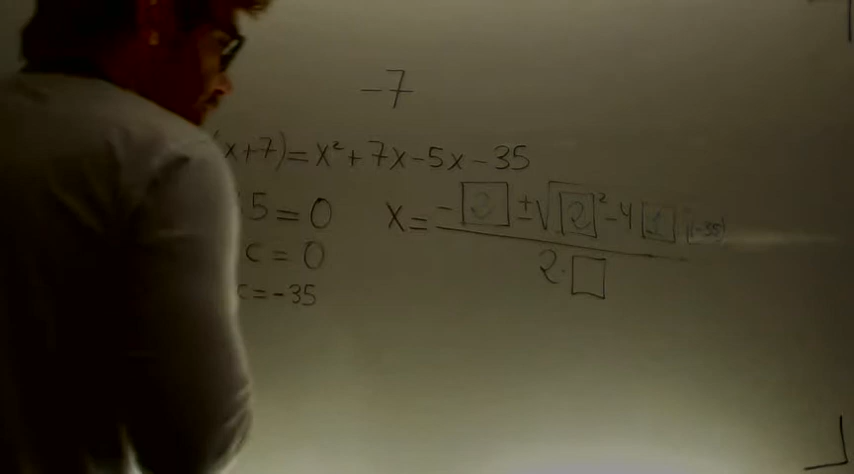 -7
(x+7)=x²+7x-5x-35
5=0
x= -2±√2²-4 1 (-35)
2·
c=0
c=-35